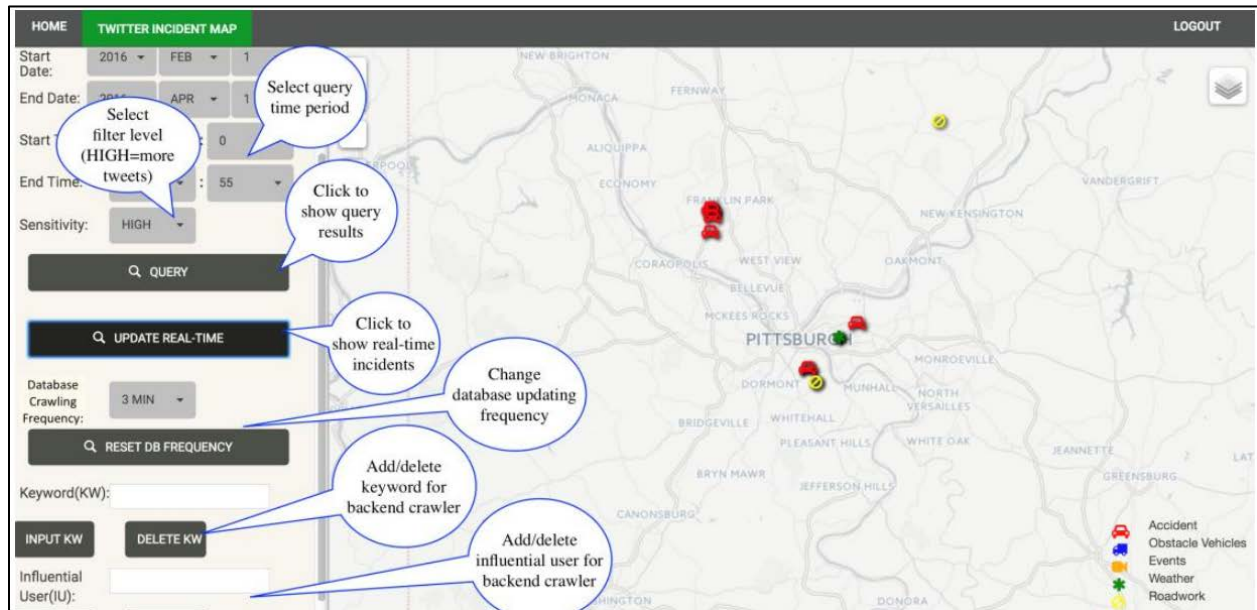 HOME
TWITTER INCIDENT MAP
LOGOUT
Start
Date:
2016
FEB
1
End Date:
APR
1
Start
:
0
End Time:
:
55
Sensitivity:
HIGH
QUERY
UPDATE REAL-TIME
Database
Crawling
Frequency:
3 MIN
RESET DB FREQUENCY
Keyword(KW):
INPUT KW
DELETE KW
Influential
User(IU):
Select query
time period
Select
filter level
(HIGH=more
tweets)
Click to
show query
results
Click to
show real-time
incidents
Change
database updating
frequency
Add/delete
keyword for
backend crawler
Add/delete
influential user for
backend crawler
NEW BRIGHTON
MONACA
FERNWAY
ALIQUIPPA
ECONOMY
FRANKLIN PARK
VANDERGRIFT
NEW KENSINGTON
CORAOPOLIS
WEST VIEW
OAKMONT
BELLEVUE
MCKEES ROCKS
PITTSBURGH
MONROEVILLE
DORMONT
MUNHALL
NORTH
VERSAILLES
BRIDGEVILLE
WHITEHALL
PLEASANT HILLS
WHITE OAK
JEANNETTE
LAT
GREENSBURG
BRYN MAWR
JEFFERSON HILLS
CANONSBURG
DONORA
Accident
Obstacle Vehicles
Events
Weather
Roadwork